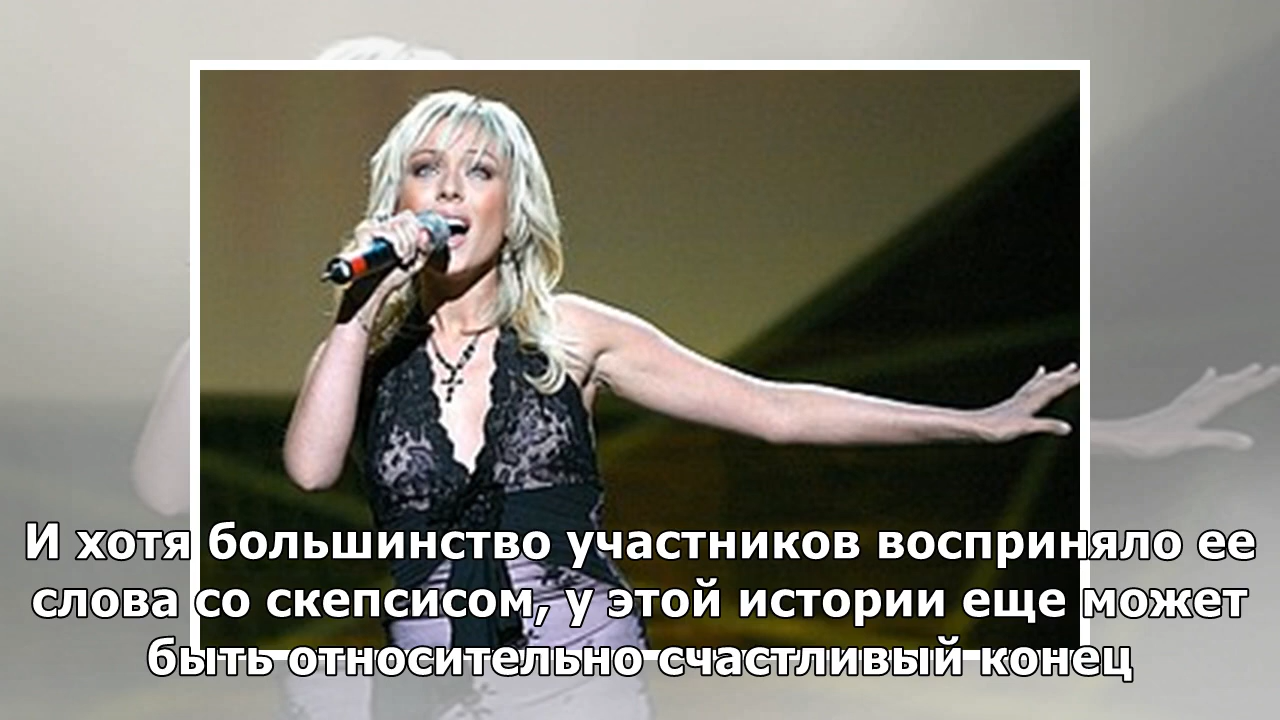 И хотя большинство участников восприняло ее
слова со скепсисом, у этой истории еще может
быть относительно счастливый конец